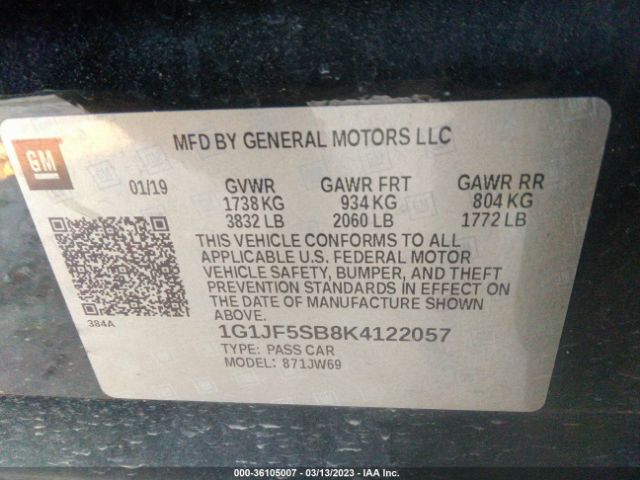 GM
MFD BY GENERAL MOTORS LLC
01/19 GVWR GAWR FRT GAWR RR
1738 KG 934 KG 804 KG
3832 LB 2060 LB 1772 LB
THIS VEHICLE CONFORMS TO ALL
APPLICABLE U.S. FEDERAL MOTOR
VEHICLE SAFETY, BUMPER, AND THEFT
PREVENTION STANDARDS IN EFFECT ON
THE DATE OF MANUFACTURE SHOWN
ABOVE.
384A
1G1JF5SB8K4122057
TYPE: PASS CAR
MODEL: 871JW69
000-36105007 - 03/13/2023 - IAA Inc.